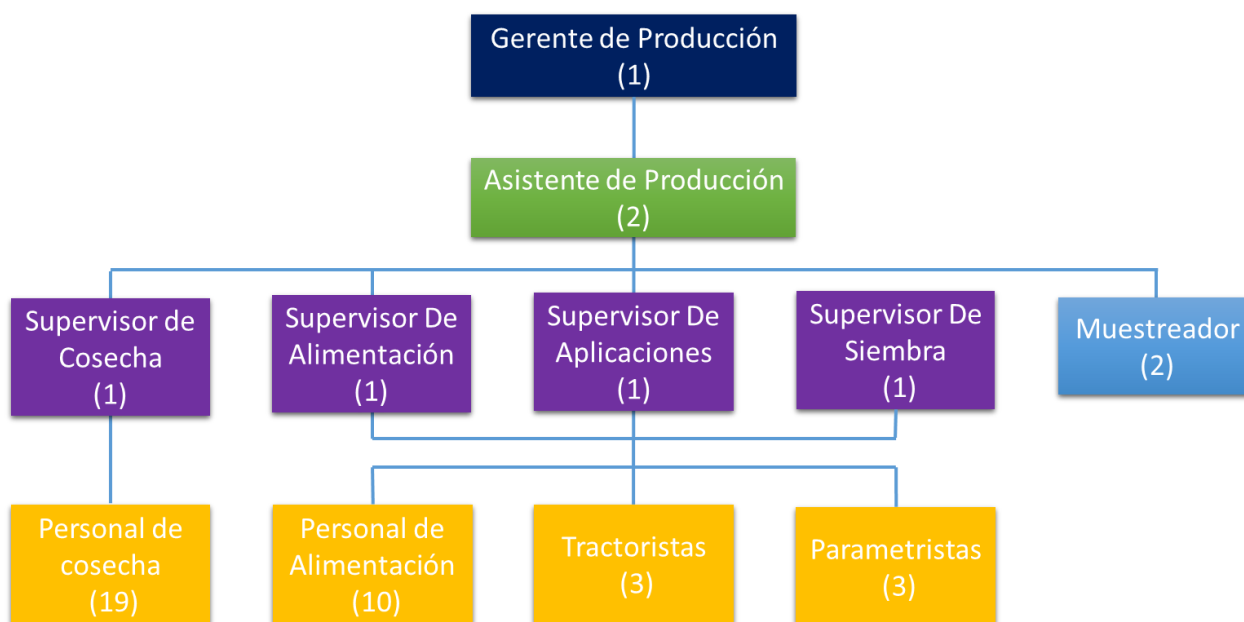 Gerente de Producción
(1)
Asistente de Producción
(2)
Supervisor de
Cosecha
(1)
Supervisor De
Alimentación
(1)
Supervisor De
Aplicaciones
(1)
Supervisor De
Siembra
(1)
Muestreador
(2)
Personal de
cosecha
(19)
Personal de
Alimentación
(10)
Tractoristas
(3)
Parametristas
(3)